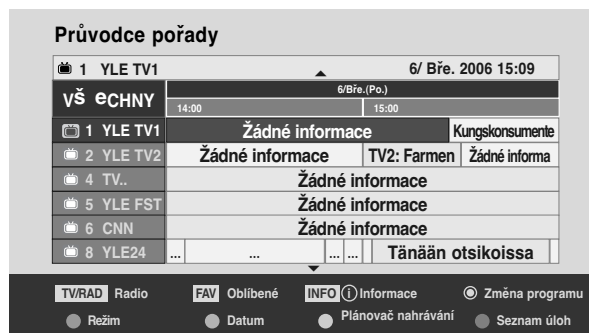 Průvodce pořady
1 YLE TV1 6/ Bře. 2006 15:09
VŠ eCHNY 6/Bře.(Po.)
14:00 15:00
1 YLE TV1 Žádné informace Kungskonsumente
2 YLE TV2 Žádné informace TV2: Farmen Žádné informa
4 TV.. Žádné informace
5 YLE FST Žádné informace
6 CNN Žádné informace
8 YLE24 ... ... ... ... Tänään otsikoissa
TV/RAD Radio FAV Oblíbené INFO i Informace Změna programu
Režim Datum Plánovač nahrávání Seznam úloh